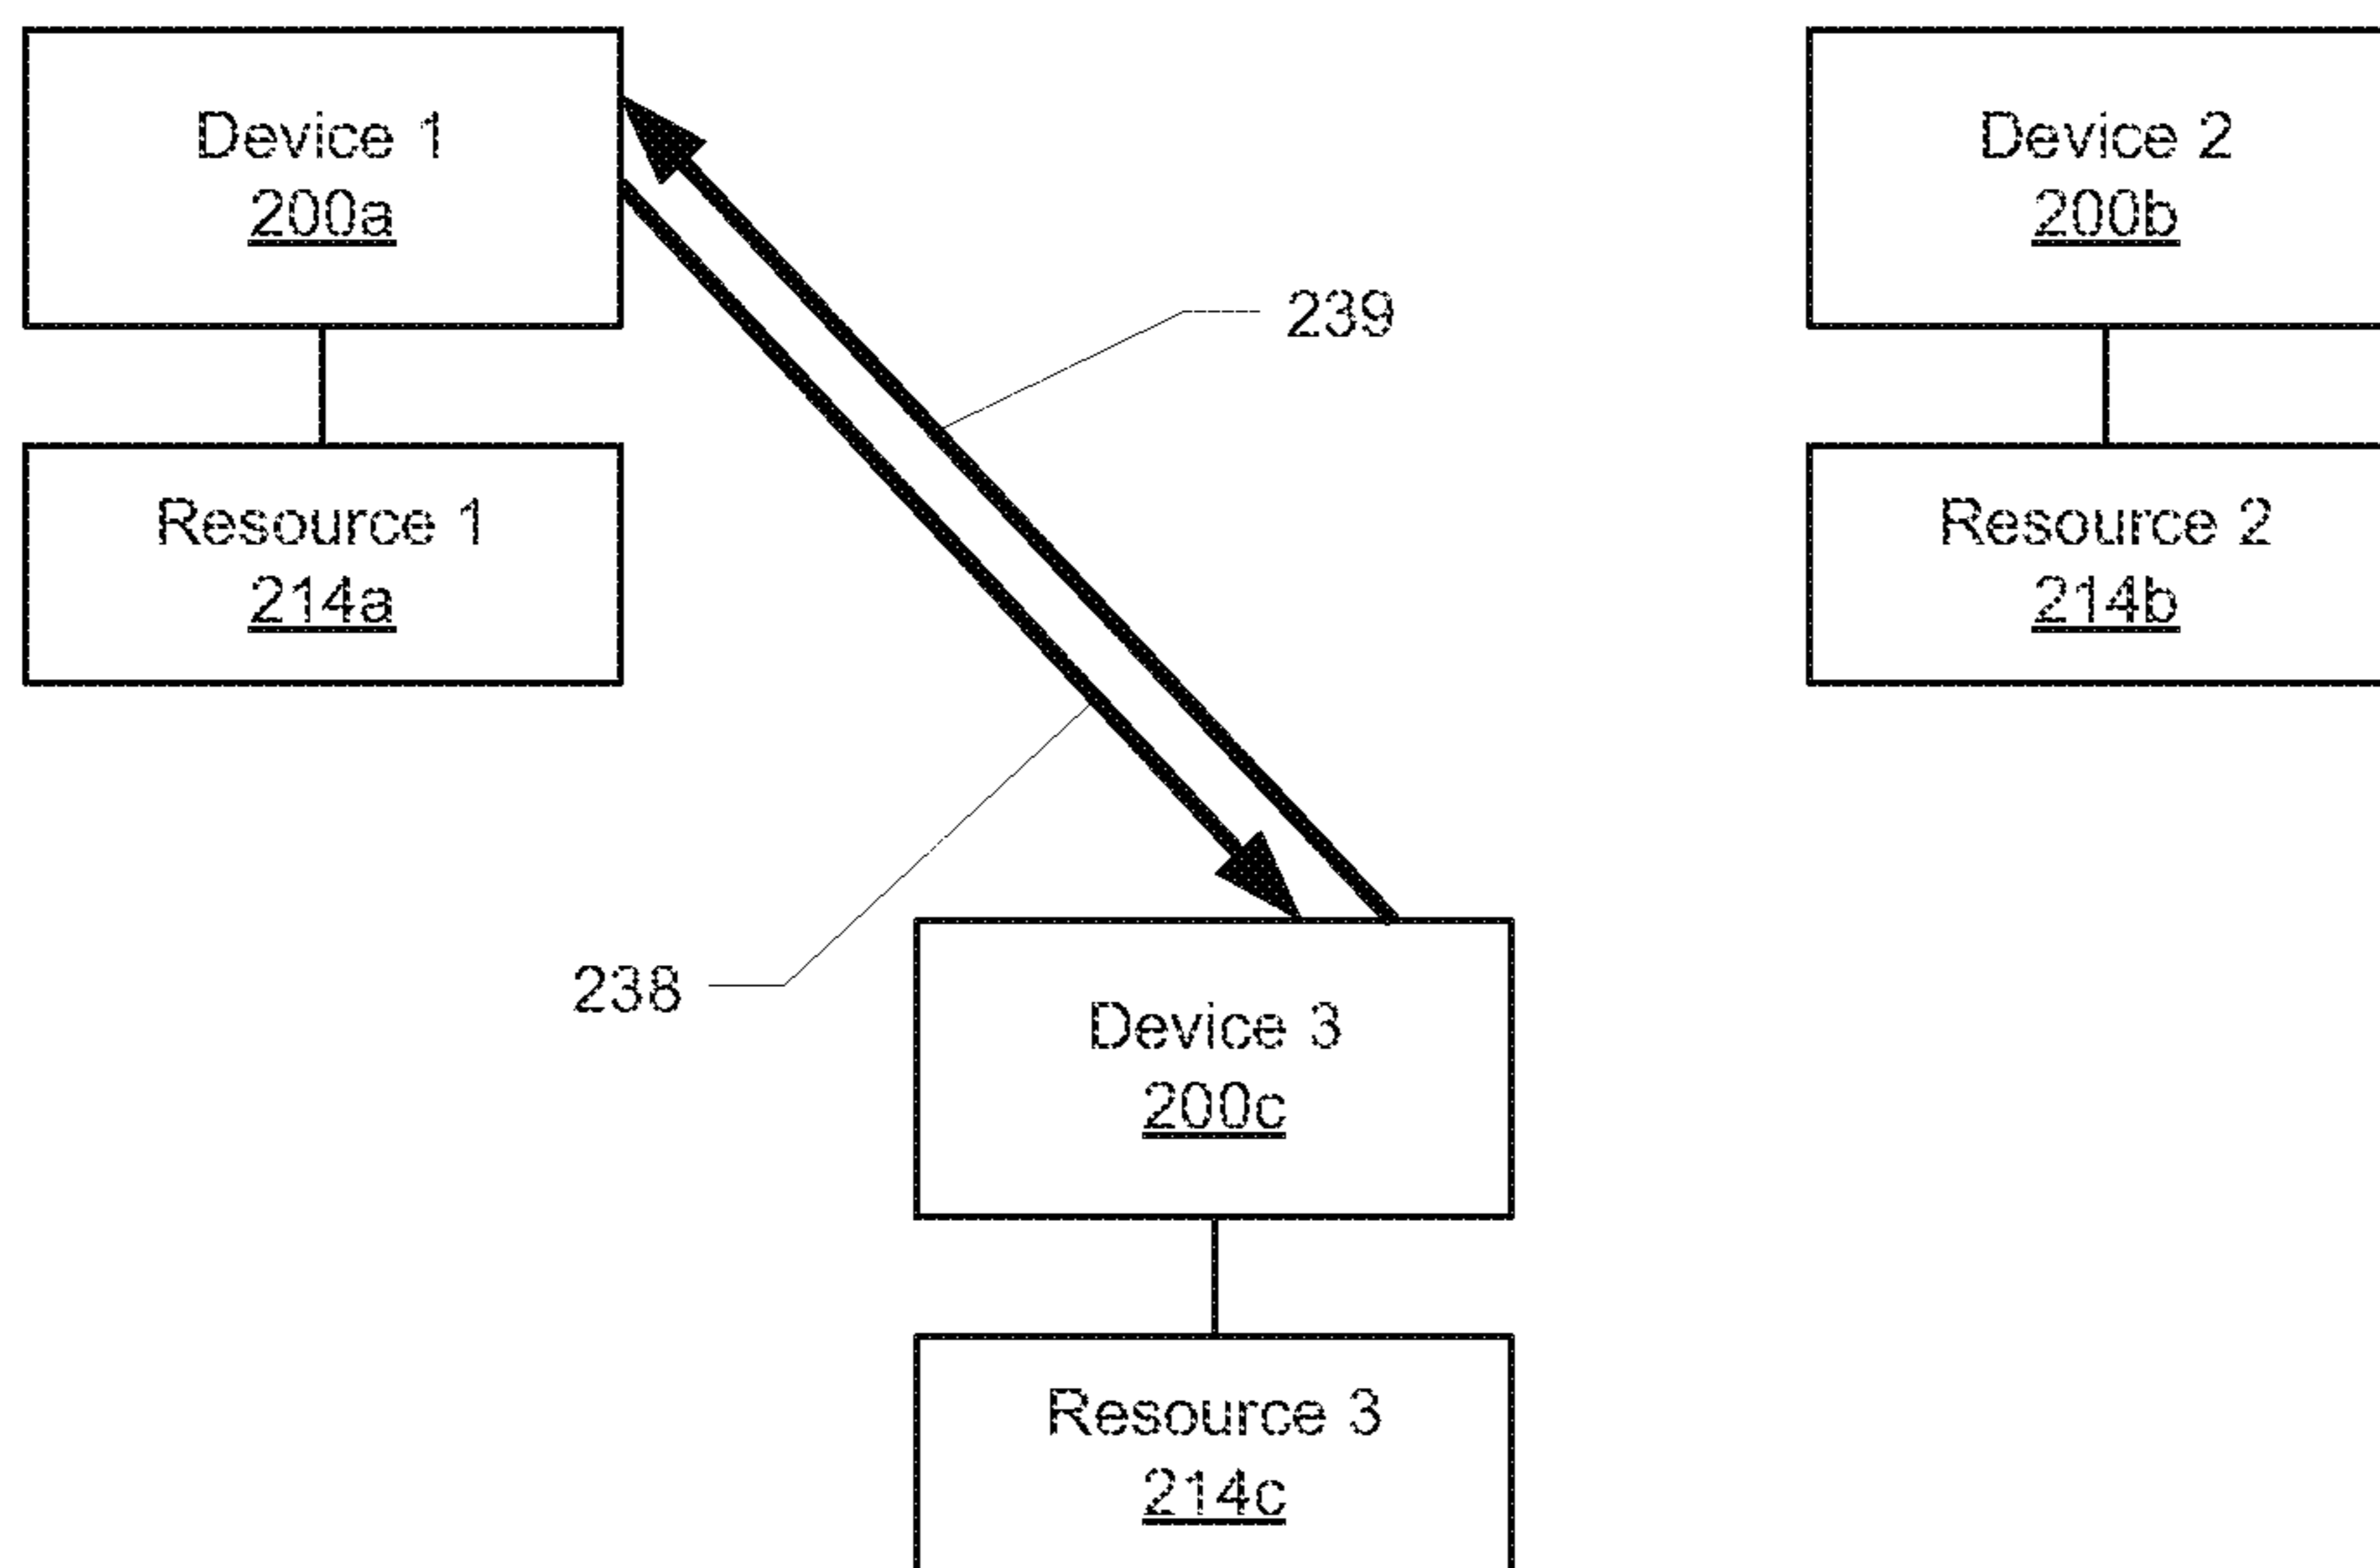 Device 1
200a
Device 2
200b
239
Resource 1
214a
Resource 2
214b
238
Device 3
200c
Resource 3
214c